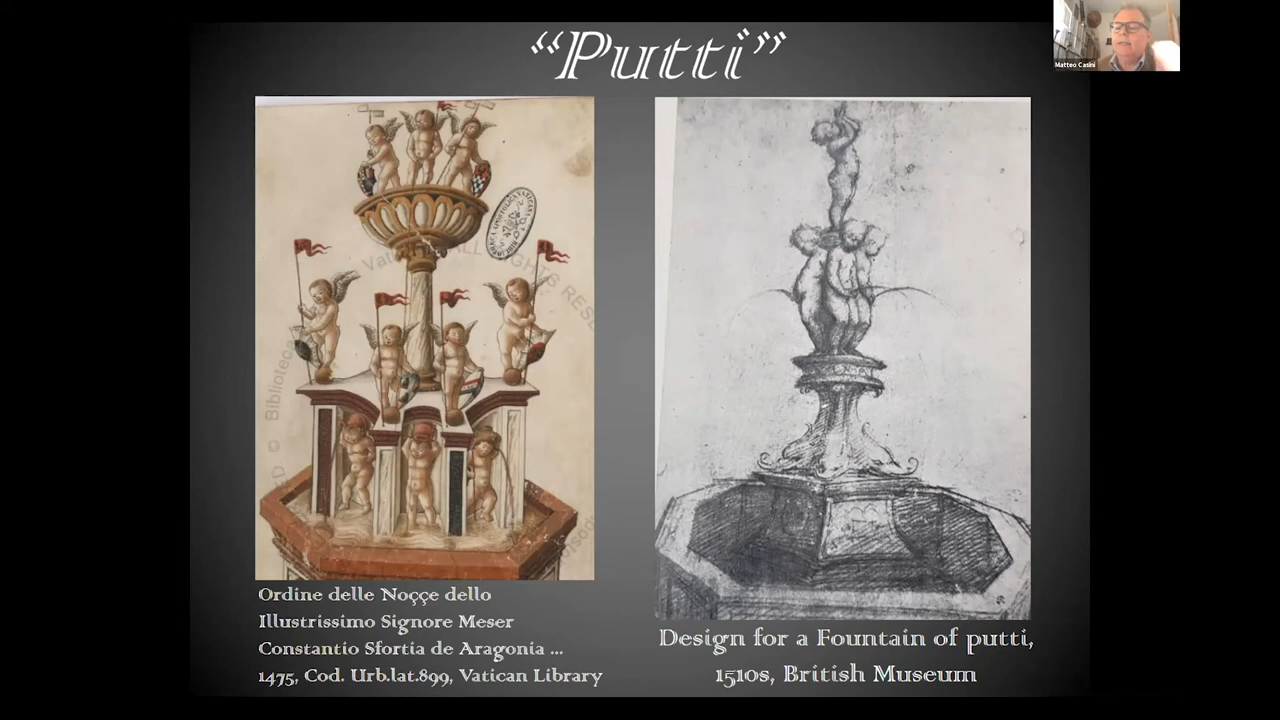 “Putti”
Matteo Casini
Ordine delle Noççe dello
Illustrissimo Signore Meser
Constantio Sfortia de Aragonia ...
1475, Cod. Urb.lat.899, Vatican Library
Design for a Fountain of putti,
1510s, British Museum